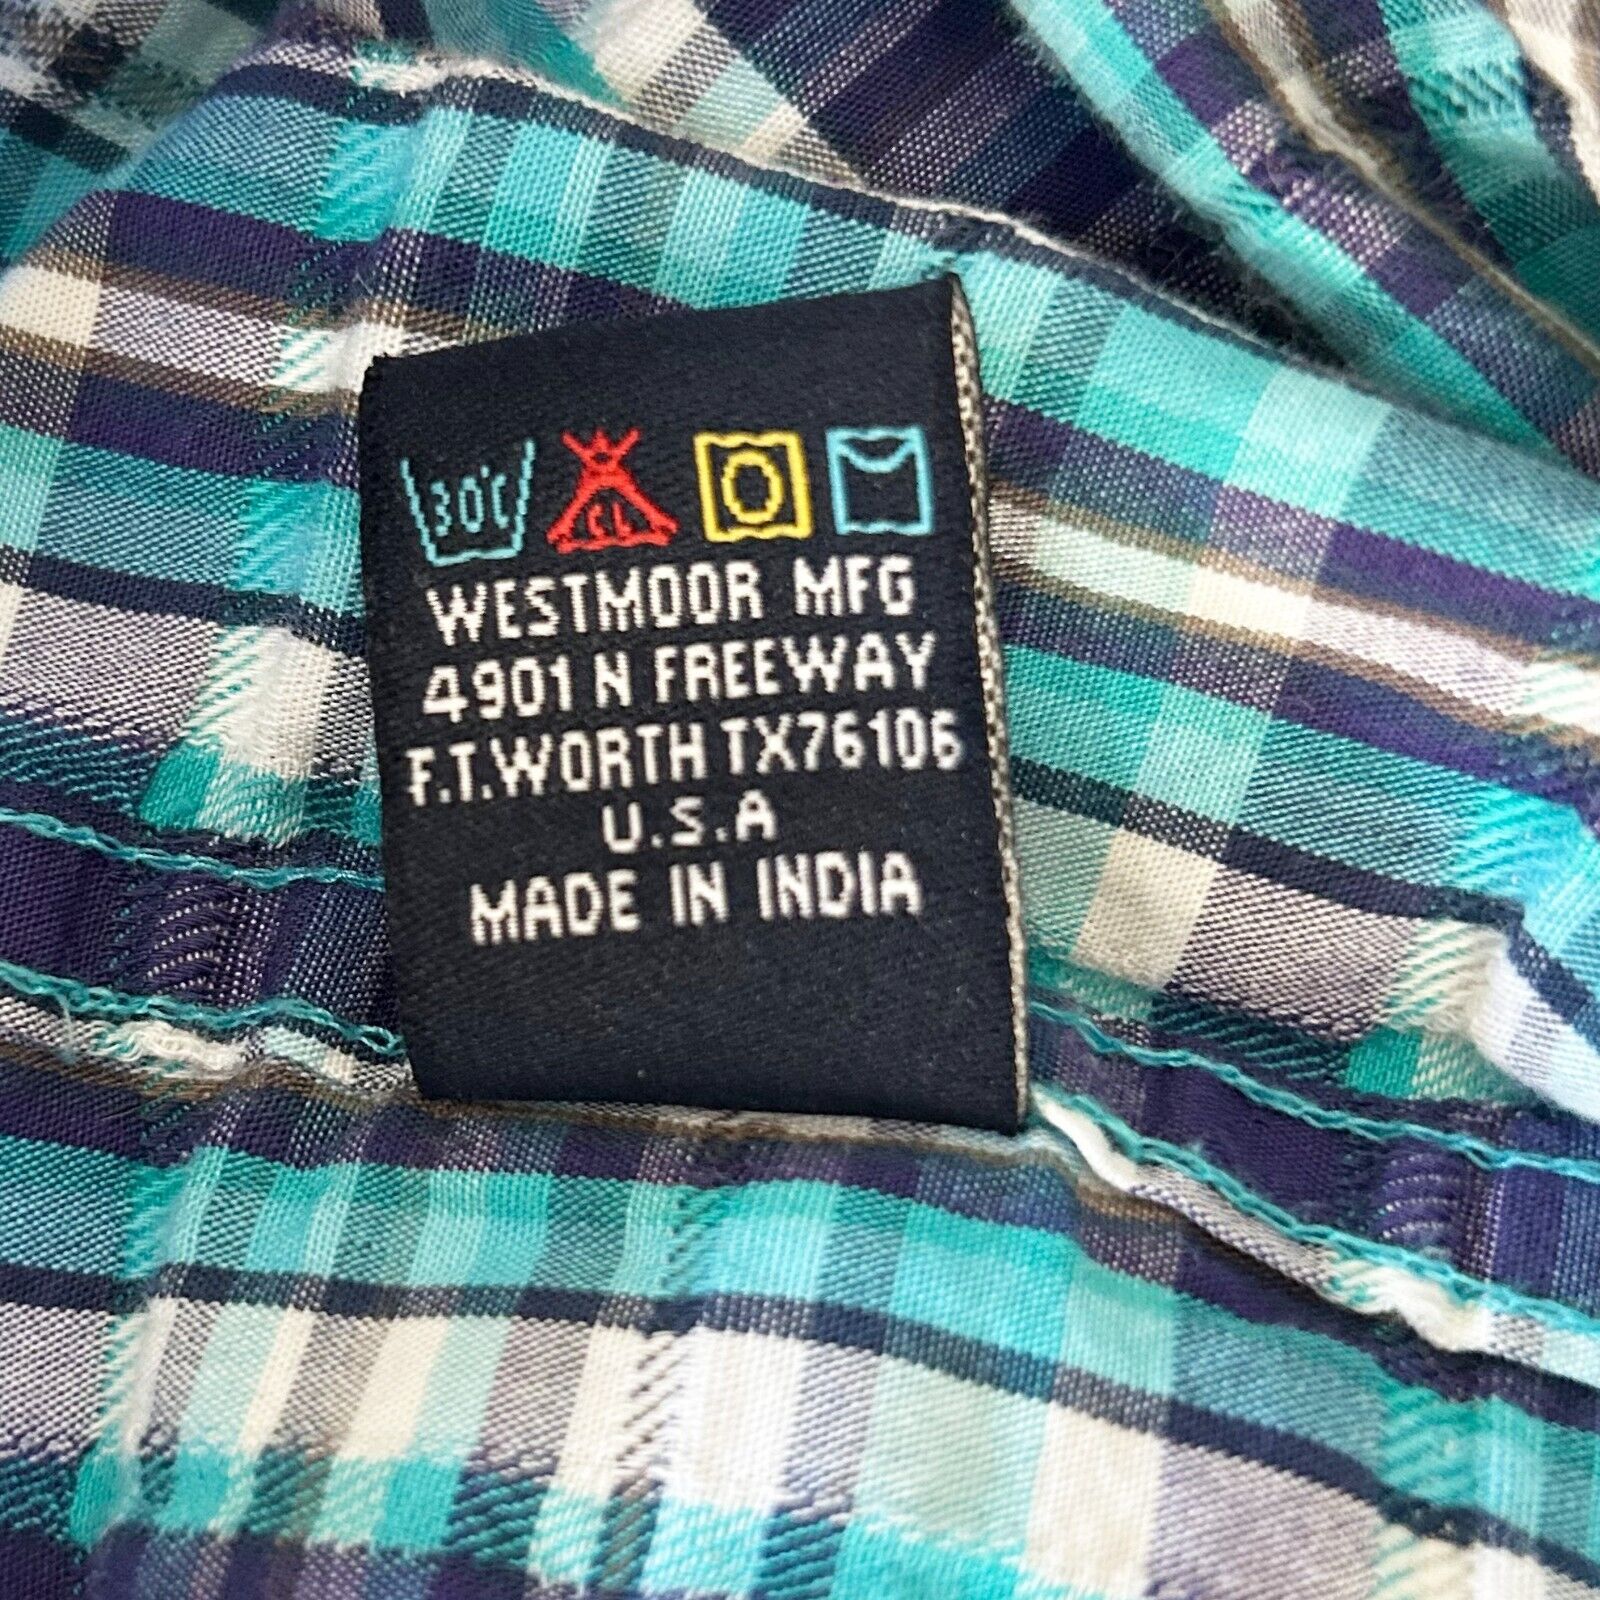 30°C CL
WESTMOOR MFG
4901 N FREEWAY
F.T.WORTH TX76106
U.S.A
MADE IN INDIA